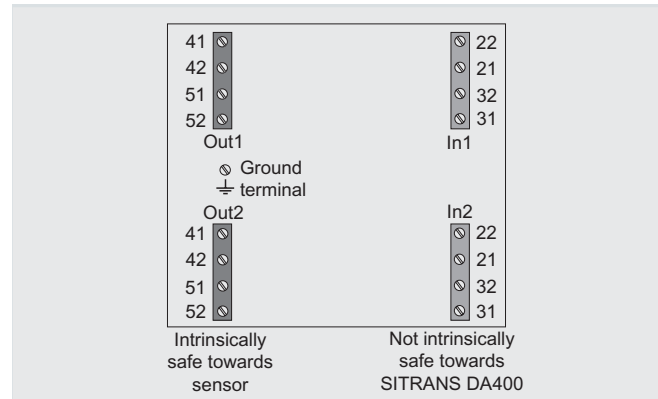 41 22
42 21
51 32
52 31
Out1 In1
Ground
terminal
Out2 In2
41 22
42 21
51 32
52 31
Intrinsically
safe towards
sensor
Not intrinsically
safe towards
SITRANS DA400